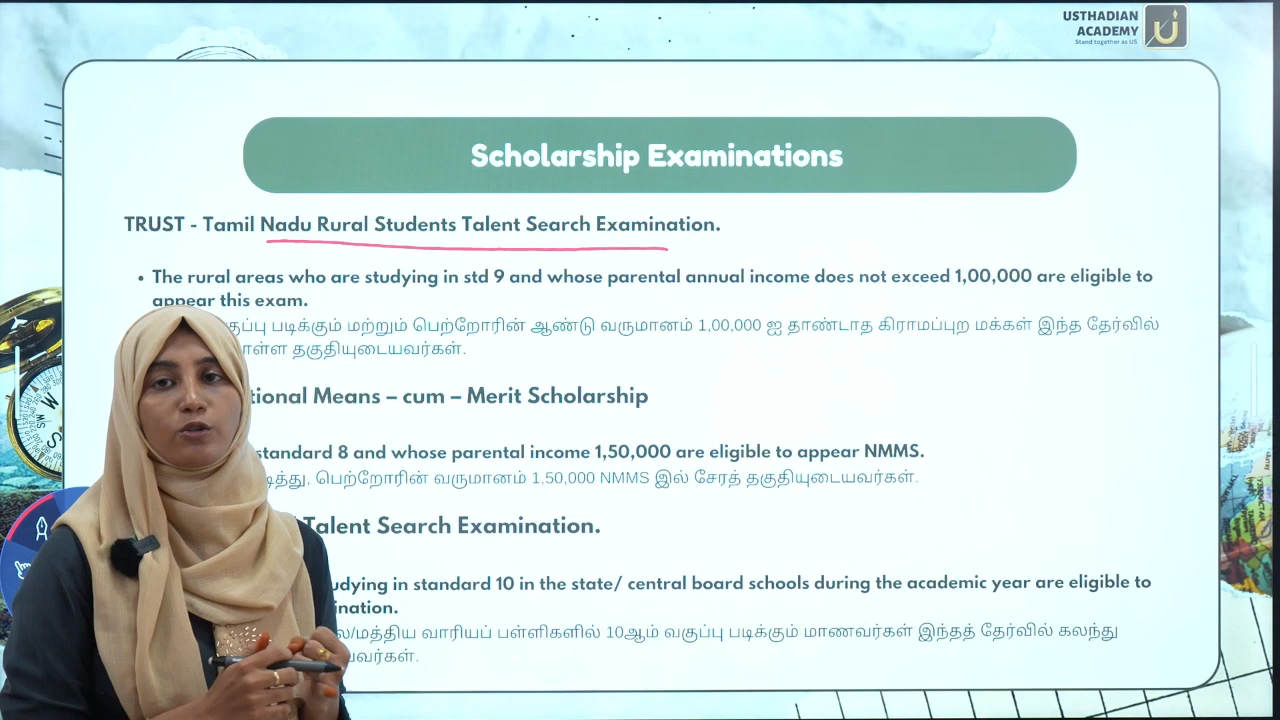 USTHADIAN
ACADEMY
Stand together as US
Scholarship Examinations
TRUST - Tamil Nadu Rural Students Talent Search Examination.
• The rural areas who are studying in std 9 and whose parental annual income does not exceed 1,00,000 are eligible to
appear this exam.
படிக்கும் மற்றும் பெற்றோரின் ஆண்டு வருமானம் 1,00,000 ஐ தாண்டாத கிராமப்புற மக்கள் இந்த தேர்வில்
தகுதியுடையவர்கள்.
Means – cum – Merit Scholarship
standard 8 and whose parental income 1,50,000 are eligible to appear NMMS.
பெற்றோரின் வருமானம் 1,50,000 NMMS இல் சேரத் தகுதியுடையவர்கள்.
Talent Search Examination.
in standard 10 in the state/ central board schools during the academic year are eligible to
மத்திய வாரியப் பள்ளிகளில் 10ஆம் வகுப்பு படிக்கும் மாணவர்கள் இந்தத் தேர்வில் கலந்து